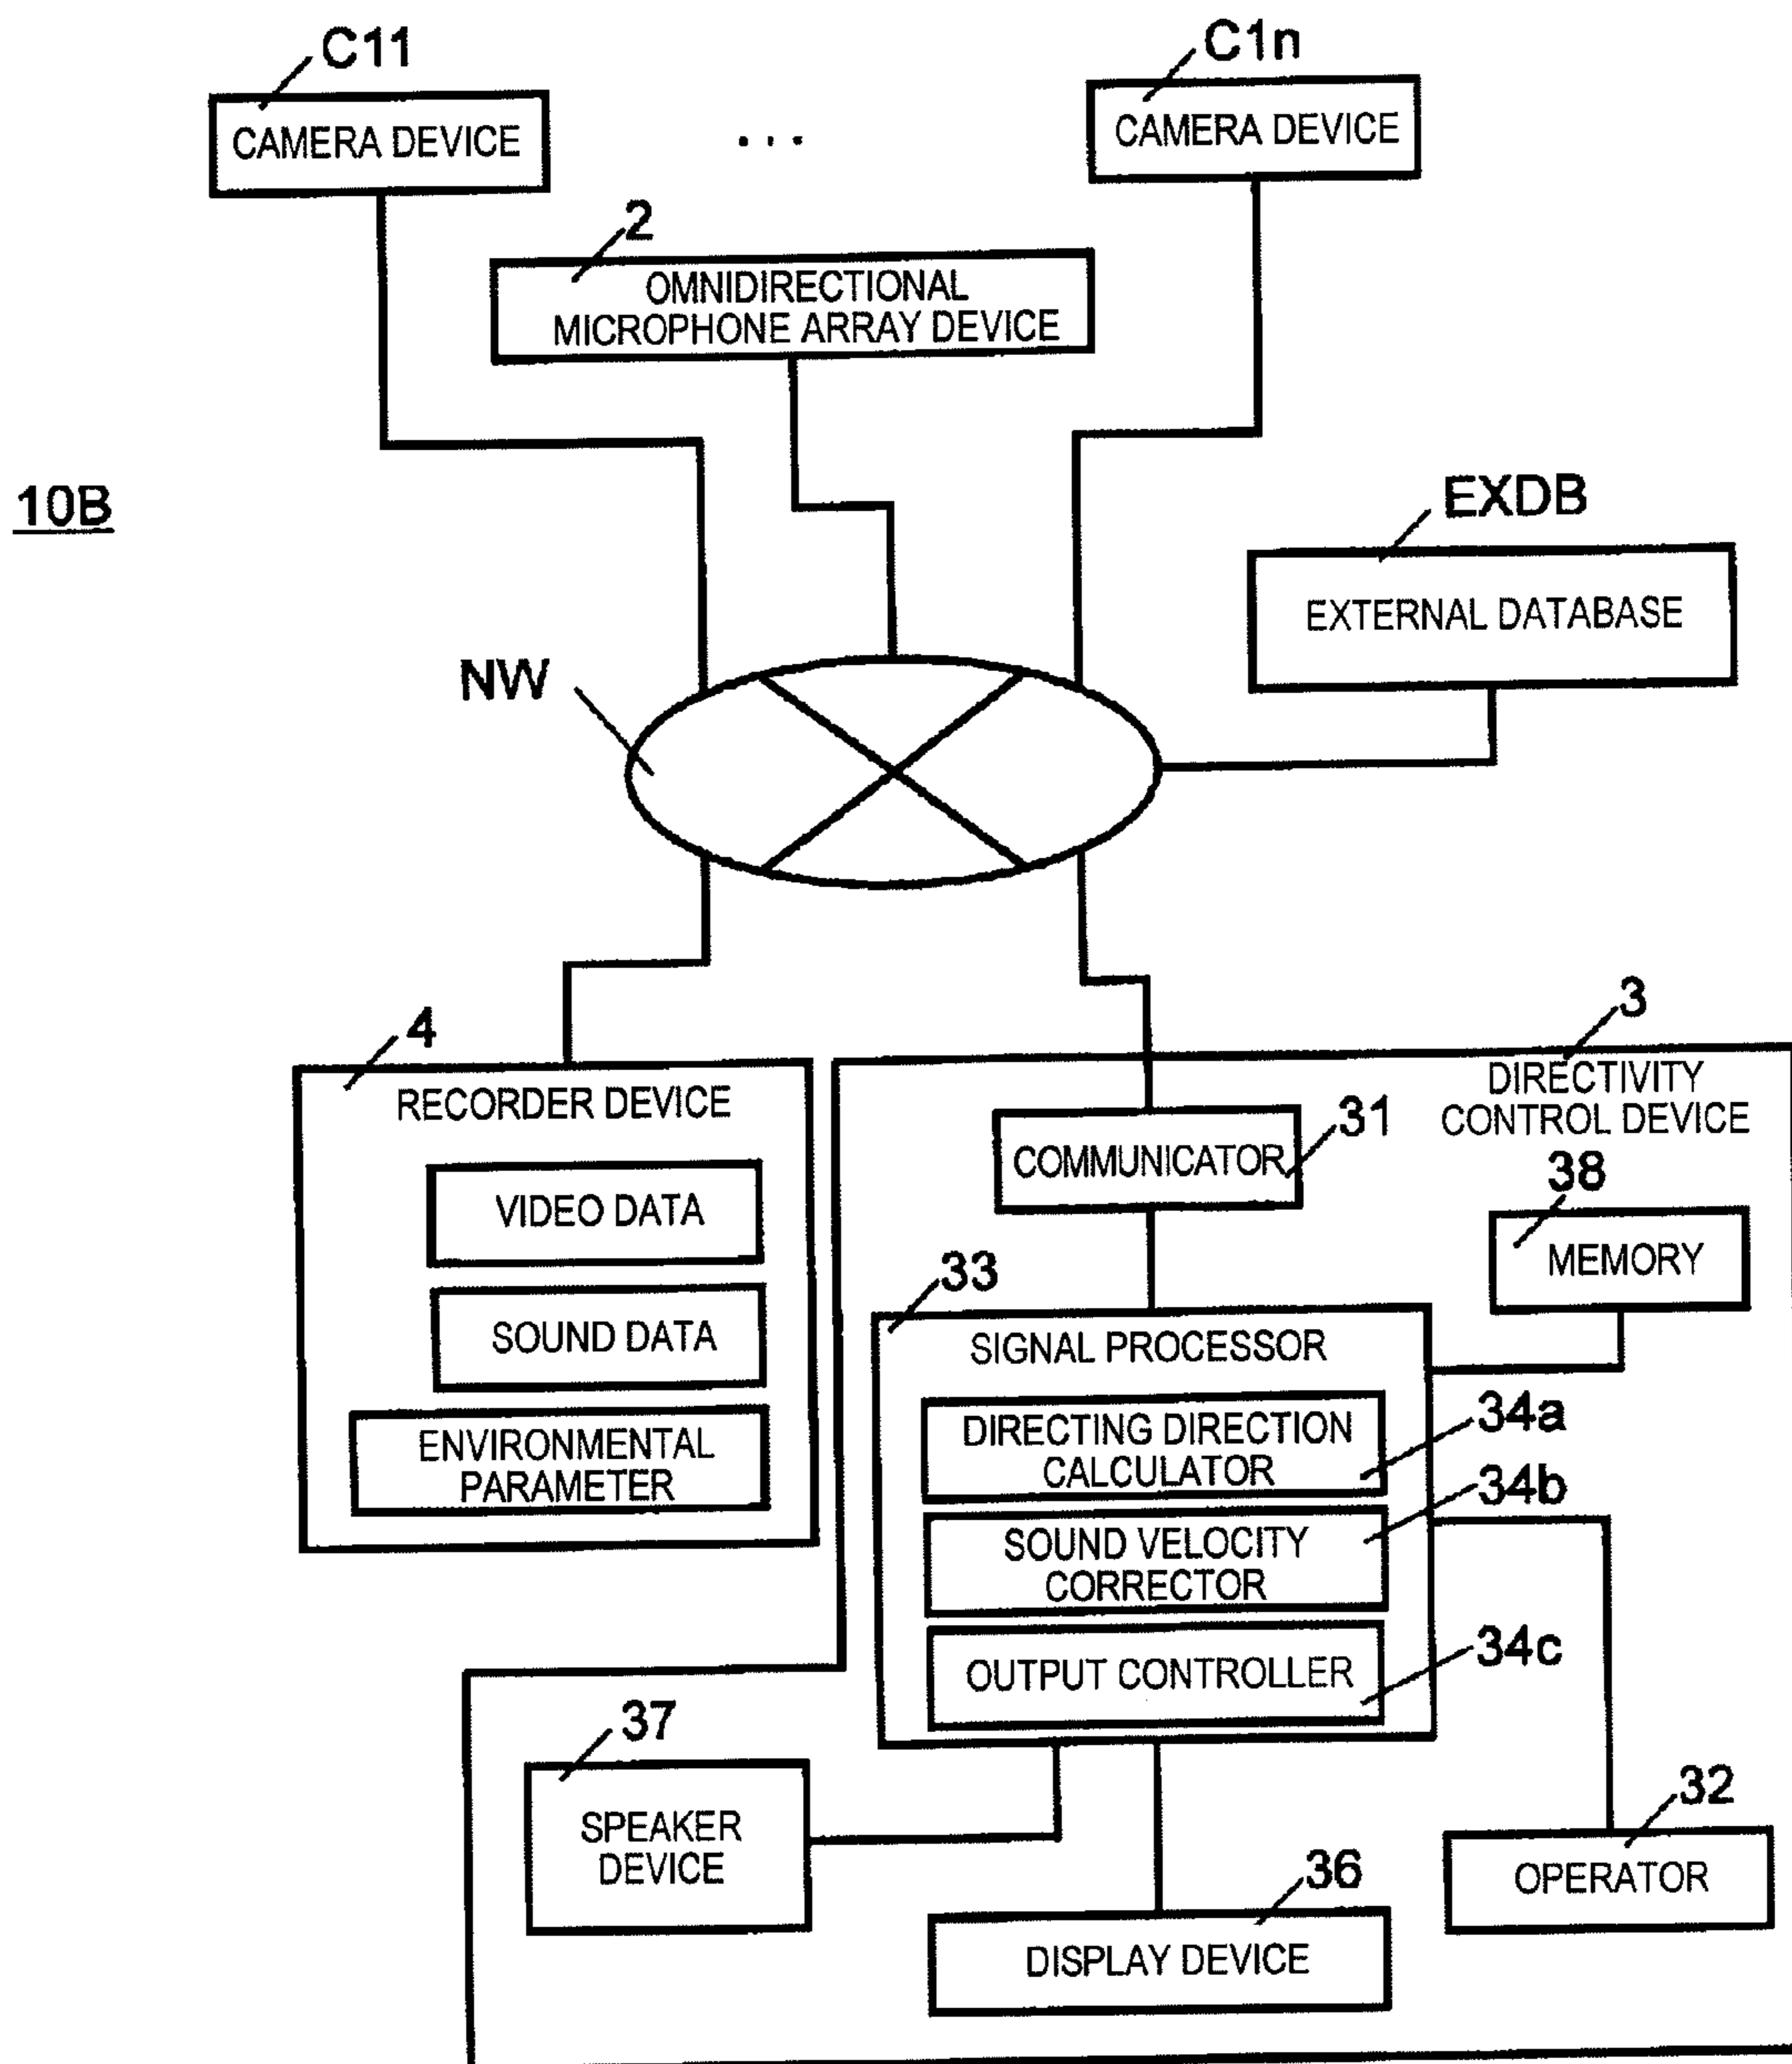 C11
C1n
CAMERA DEVICE
...
CAMERA DEVICE
2
OMNIDIRECTIONAL
MICROPHONE ARRAY DEVICE
10B
EXDB
EXTERNAL DATABASE
NW
4
RECORDER DEVICE
VIDEO DATA
SOUND DATA
ENVIRONMENTAL
PARAMETER
3
DIRECTIVITY
CONTROL DEVICE
31
COMMUNICATOR
38
MEMORY
33
SIGNAL PROCESSOR
34a
DIRECTING DIRECTION
CALCULATOR
34b
SOUND VELOCITY
CORRECTOR
34c
OUTPUT CONTROLLER
37
SPEAKER
DEVICE
32
OPERATOR
36
DISPLAY DEVICE